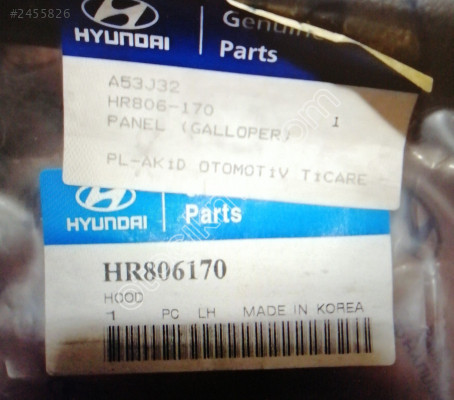 #2455826
HYUNDAI
Genuine
Parts
A53J32
HR806-170
PANEL (GALLOPER) 1
PL-AKiD OTOMOTiV TiCARE
HYUNDAI
Parts
HR806170
HOOD
1 PC LH MADE IN KOREA